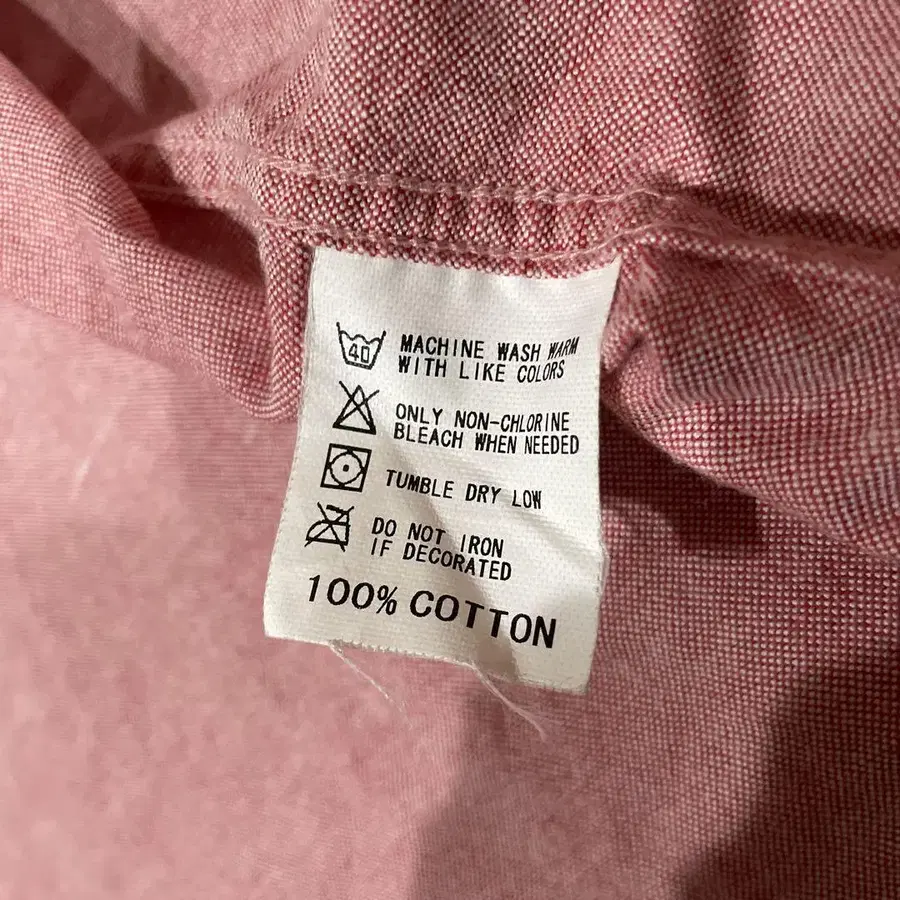 40
MACHINE WASH WARM
WITH LIKE COLORS
ONLY NON-CHLORINE
BLEACH WHEN NEEDED
TUMBLE DRY LOW
DO NOT IRON
IF DECORATED
100% COTTON